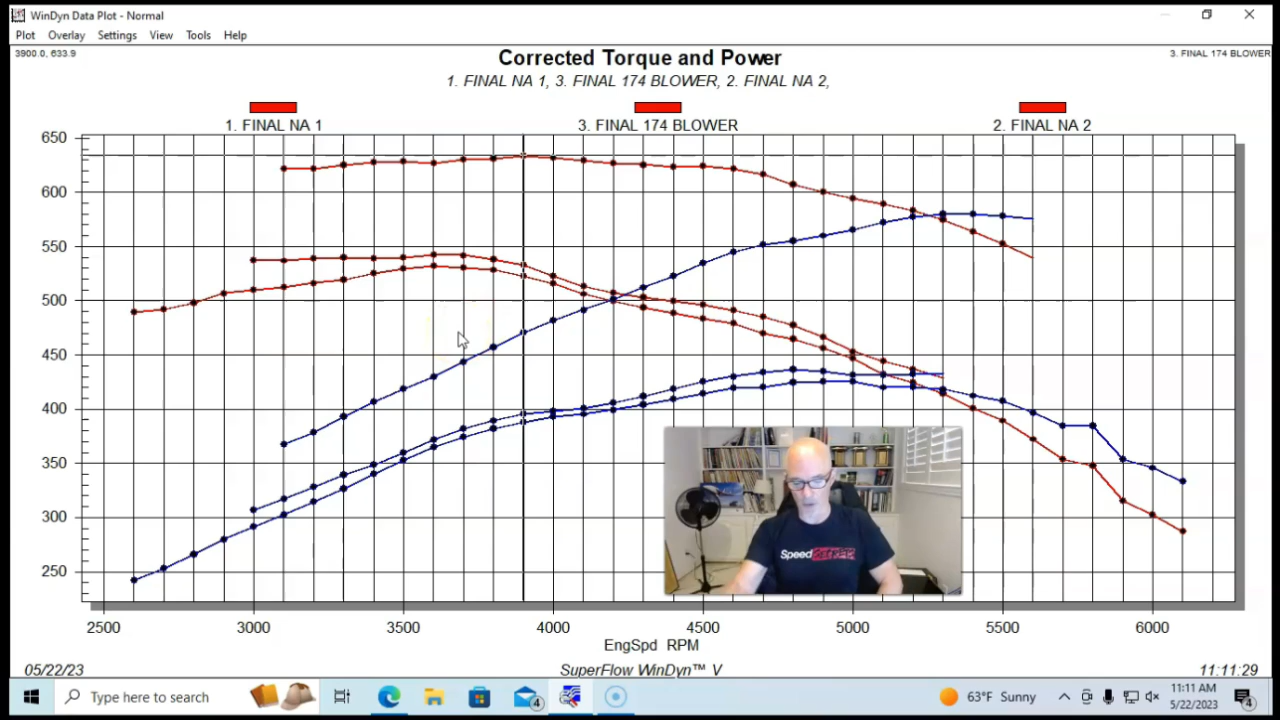 WinDyn Data Plot - Normal
Plot Overlay Settings View Tools Help
3900.0, 633.9
3. FINAL 174 BLOWER
Corrected Torque and Power
1. FINAL NA 1, 3. FINAL 174 BLOWER, 2. FINAL NA 2,
1. FINAL NA 1
3. FINAL 174 BLOWER
2. FINAL NA 2
650
600
550
500
450
400
350
300
250
2500 3000 3500 4000 4500 5000 5500 6000
EngSpd RPM
05/22/23
SuperFlow WinDyn™ V
11:11:29
Type here to search
4
63°F Sunny
11:11 AM
5/22/2023
4